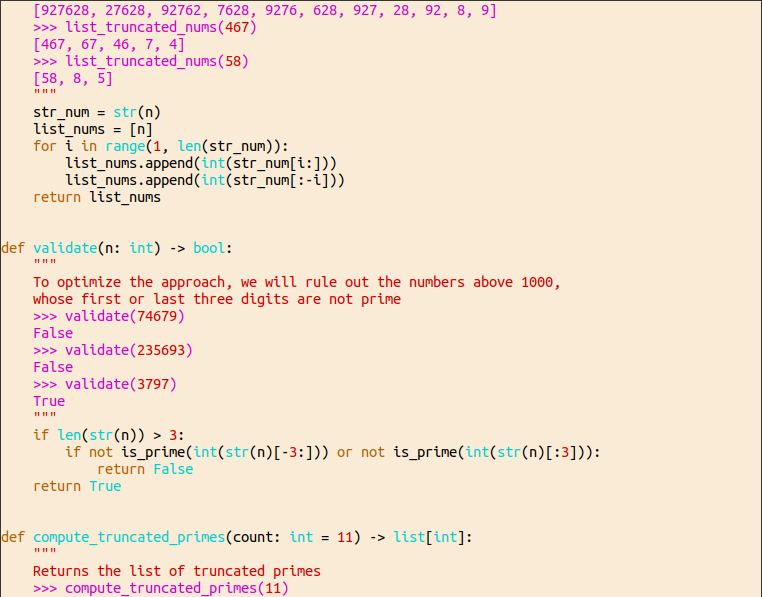 [927628, 27628, 92762, 7628, 9276, 628, 927, 28, 92, 8, 9]
    >>> list_truncated_nums(467)
    [467, 67, 46, 7, 4]
    >>> list_truncated_nums(58)
    [58, 8, 5]
    """
    str_num = str(n)
    list_nums = [n]
    for i in range(1, len(str_num)):
        list_nums.append(int(str_num[i:]))
        list_nums.append(int(str_num[:-i]))
    return list_nums


def validate(n: int) -> bool:
    """
    To optimize the approach, we will rule out the numbers above 1000,
    whose first or last three digits are not prime
    >>> validate(74679)
    False
    >>> validate(235693)
    False
    >>> validate(3797)
    True
    """
    if len(str(n)) > 3:
        if not is_prime(int(str(n)[-3:])) or not is_prime(int(str(n)[:3])):
            return False
    return True


def compute_truncated_primes(count: int = 11) -> list[int]:
    """
    Returns the list of truncated primes
    >>> compute_truncated_primes(11)